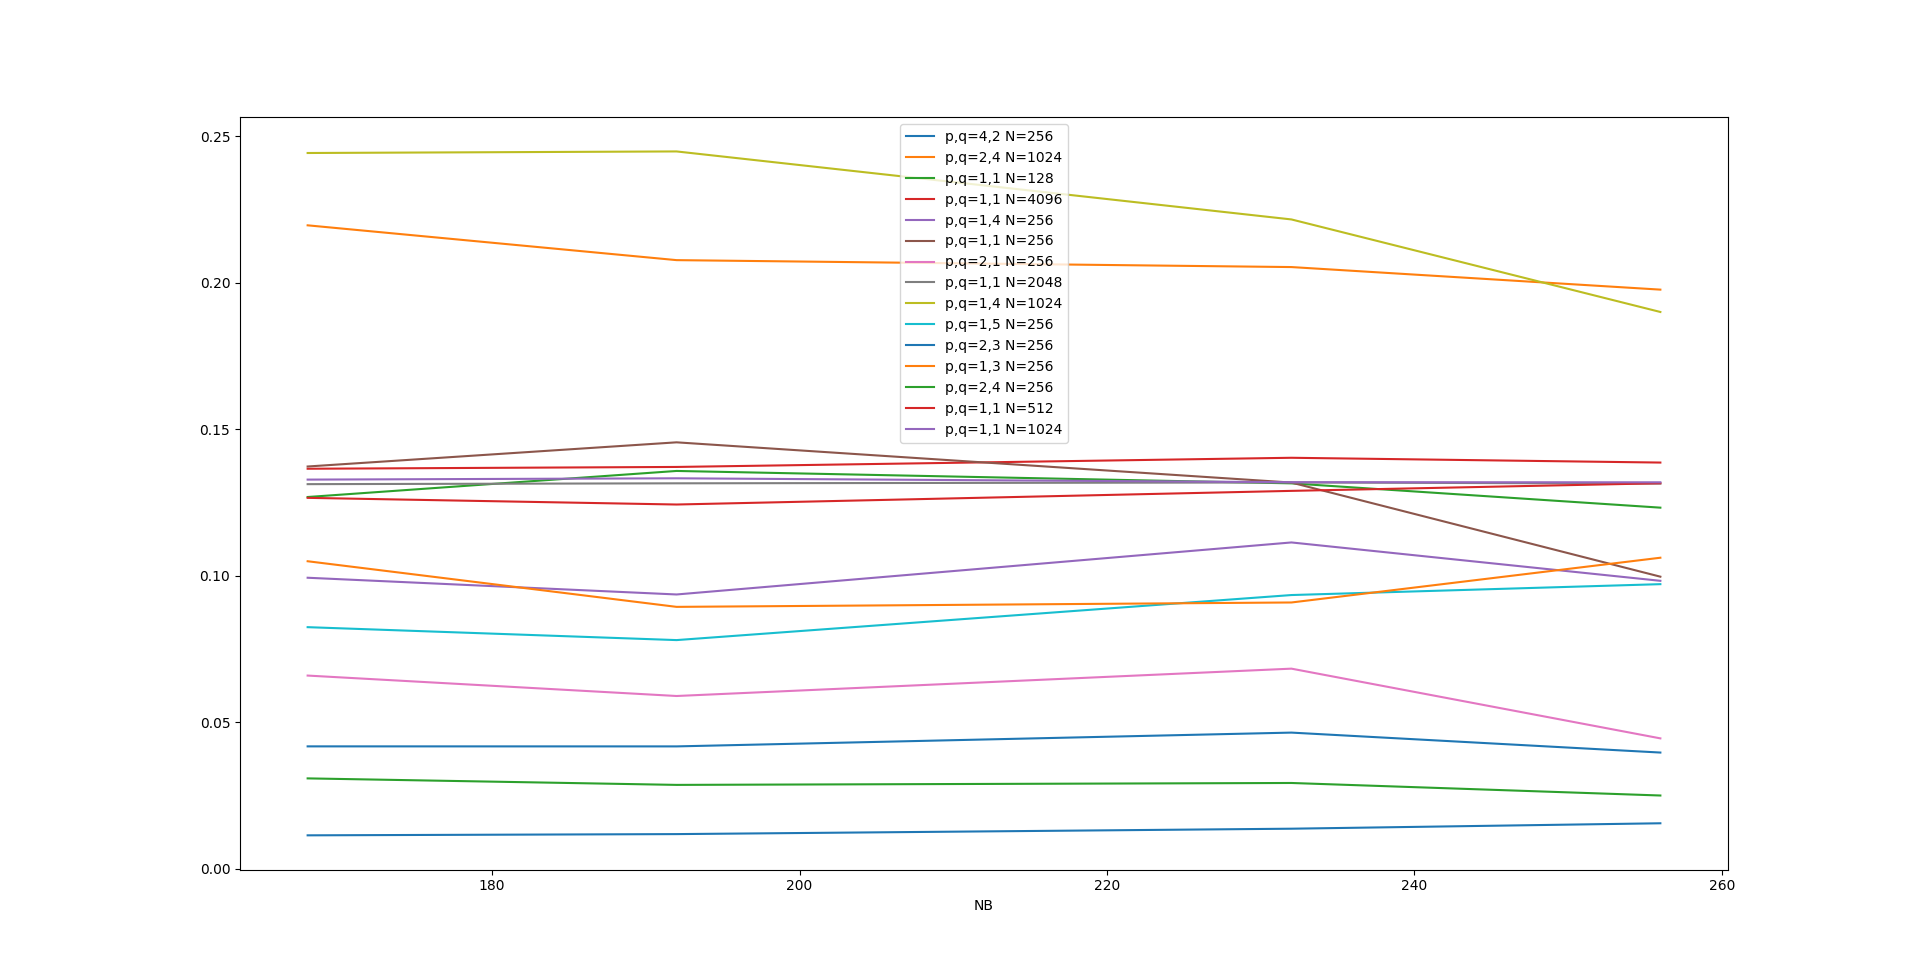 0.25
0.20
0.15
0.10
0.05
0.00
p,q=4,2 N=256
p,q=2,4 N=1024
p,q=1,1 N=128
p,q=1,1 N=4096
p,q=1,4 N=256
p,q=1,1 N=256
p,q=2,1 N=256
p,q=1,1 N=2048
p,q=1,4 N=1024
p,q=1,5 N=256
p,q=2,3 N=256
p,q=1,3 N=256
p,q=2,4 N=256
p,q=1,1 N=512
p,q=1,1 N=1024
180 200 220 240 260
NB